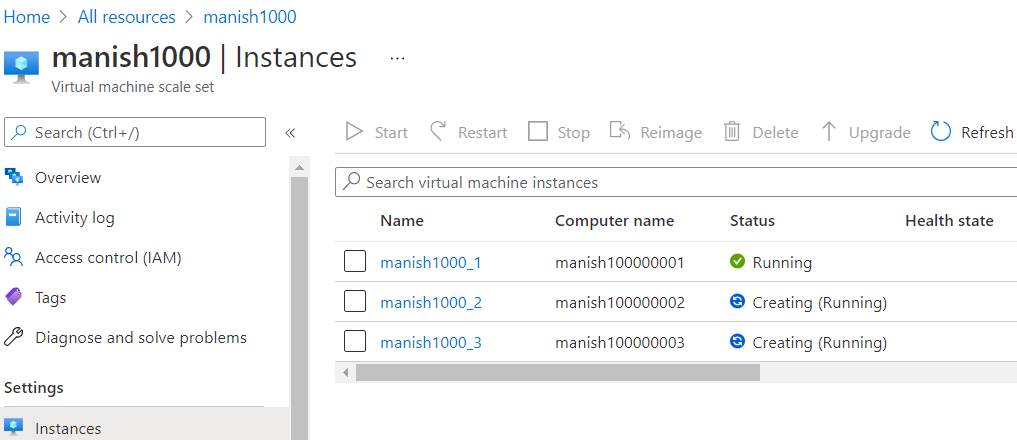 Home > All resources > manish1000
manish1000 | Instances ...
Virtual machine scale set
Search (Ctrl+/) «
Overview
Activity log
Access control (IAM)
Tags
Diagnose and solve problems
Settings
Instances
Start Restart Stop Reimage Delete Upgrade Refresh
Search virtual machine instances
Name Computer name Status Health state
manish1000_1 manish100000001 Running
manish1000_2 manish100000002 Creating (Running)
manish1000_3 manish100000003 Creating (Running)